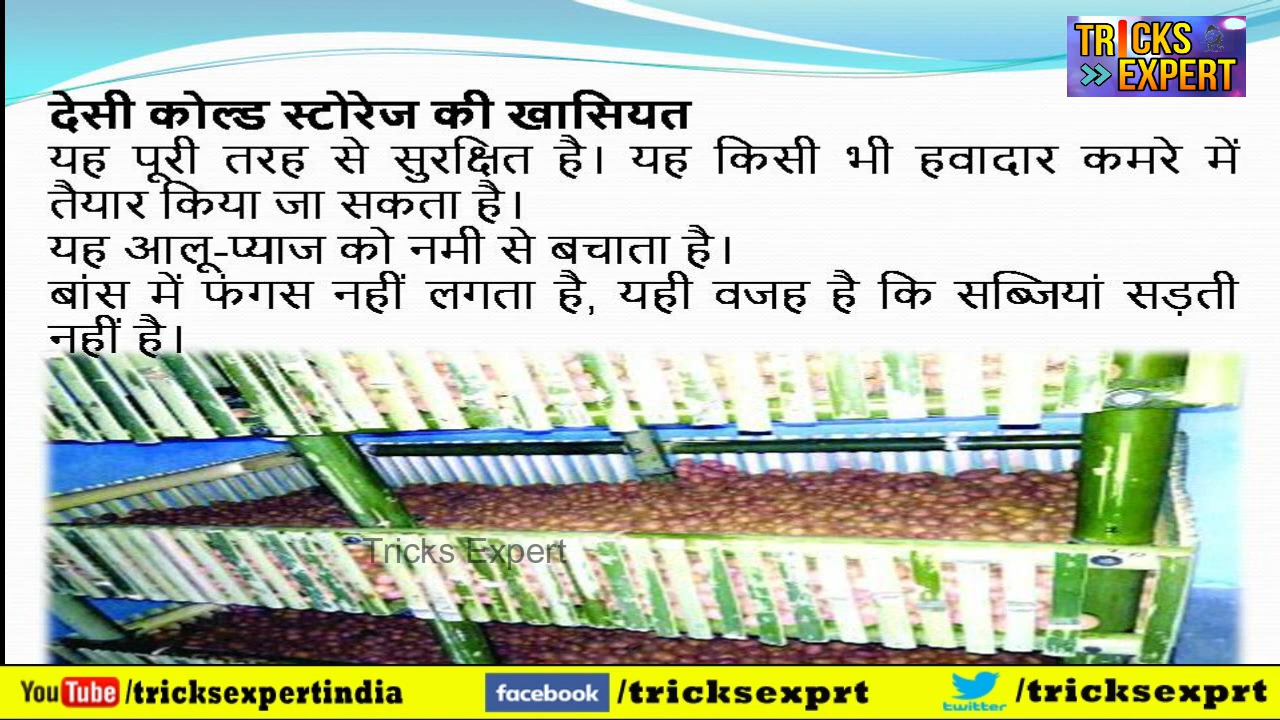 TRICKS
>> EXPERT
देसी कोल्ड स्टोरेज की खासियत
यह पूरी तरह से सुरक्षित है। यह किसी भी हवादार कमरे में
तैयार किया जा सकता है।
यह आलू-प्याज को नमी से बचाता है।
बांस में फंगस नहीं लगता है, यही वजह है कि सब्जियां सड़ती
नहीं है।
Tricks Expert
YouTube /tricksexpertindia facebook /tricksexprt twitter /tricksexprt